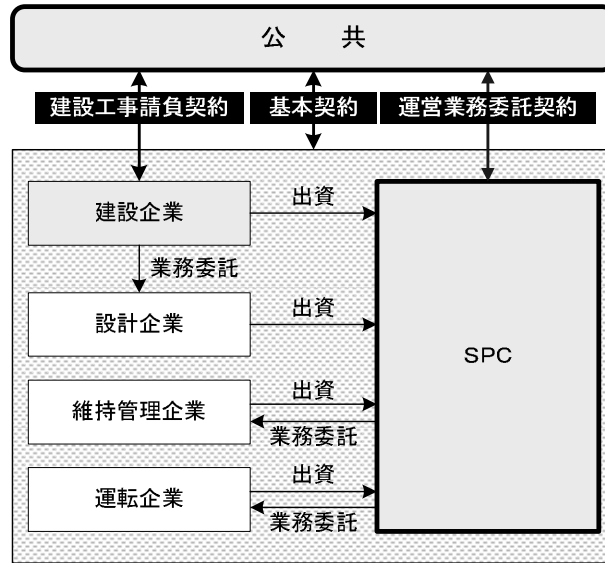 公 共
建設工事請負契約
基本契約
運営業務委託契約
建設企業
出資
業務委託
設計企業
出資
SPC
維持管理企業
出資
業務委託
運転企業
出資
業務委託